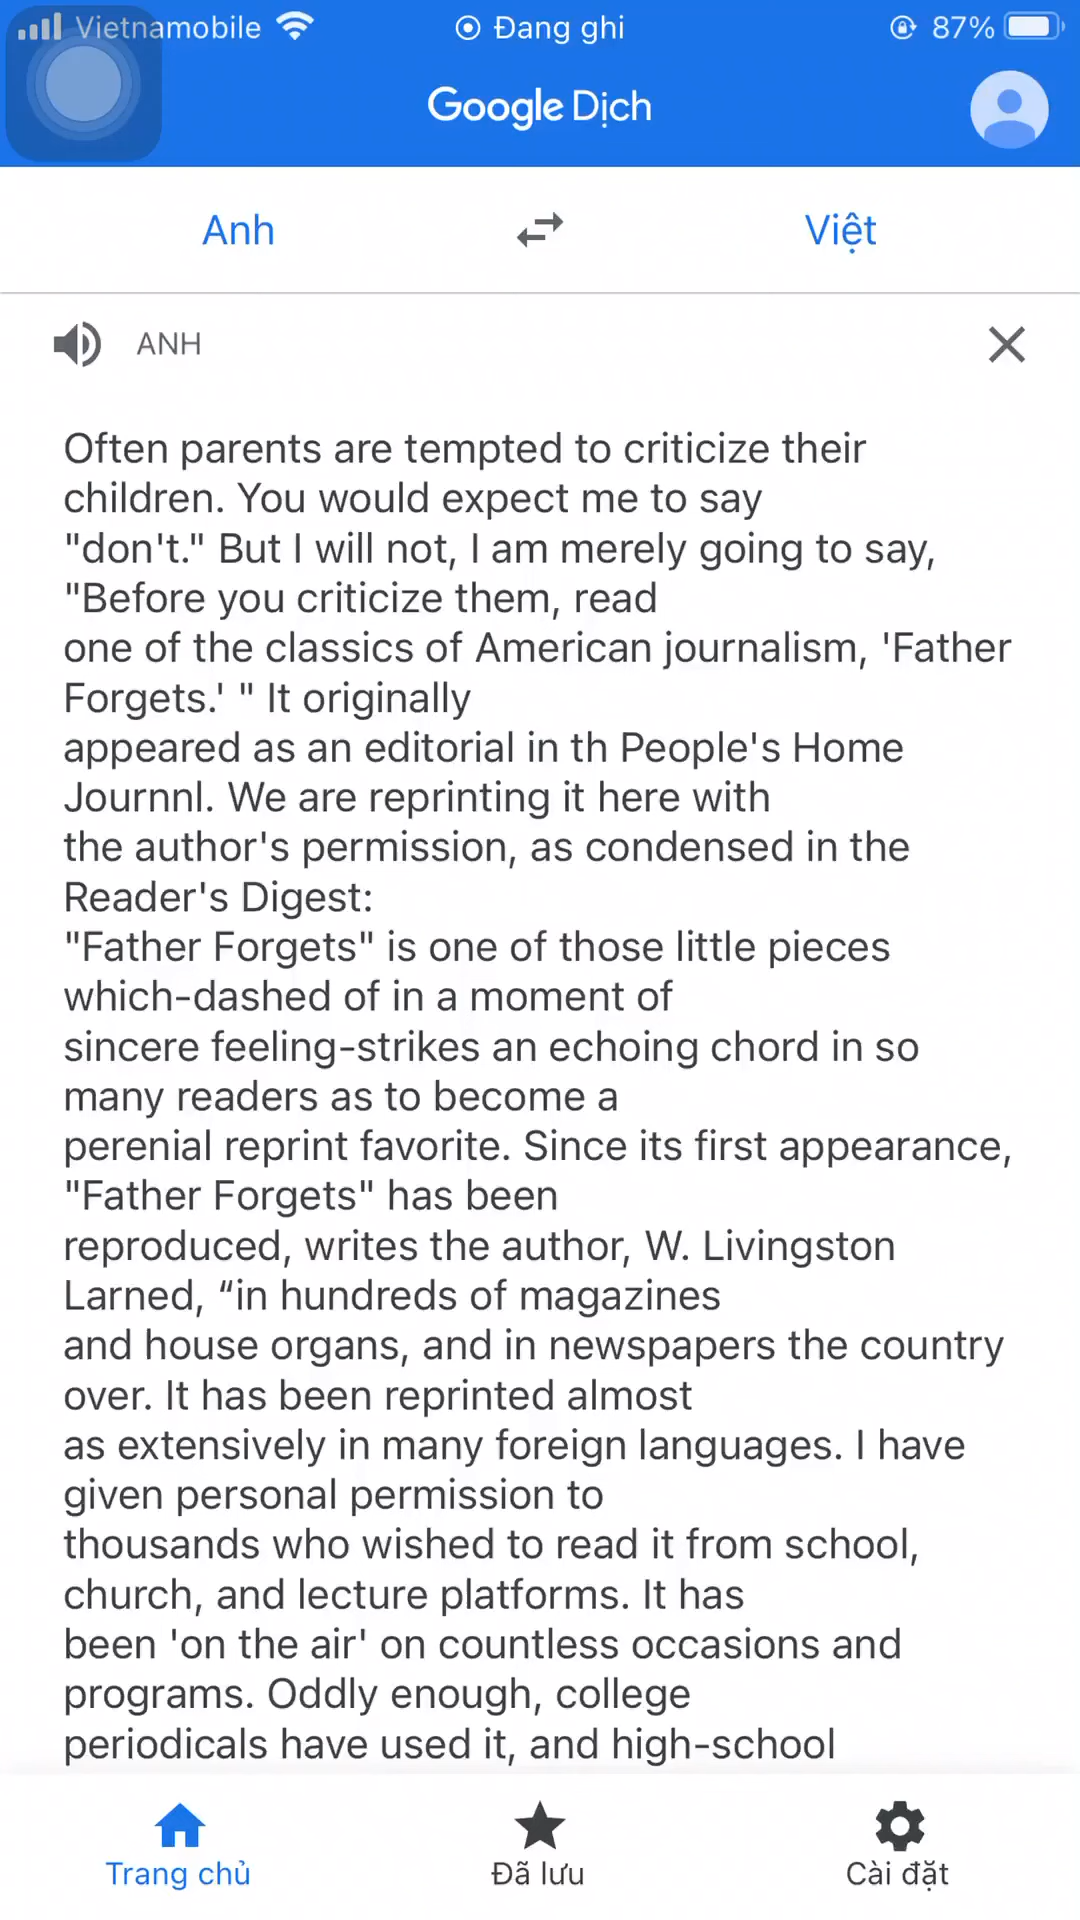 Vietnamobile
Đang ghi
87%
Google Dịch
Anh
Việt
ANH
Often parents are tempted to criticize their
children. You would expect me to say
"don't." But I will not, I am merely going to say,
"Before you criticize them, read
one of the classics of American journalism, 'Father
Forgets.' " It originally
appeared as an editorial in th People's Home
Journnl. We are reprinting it here with
the author's permission, as condensed in the
Reader's Digest:
"Father Forgets" is one of those little pieces
which-dashed of in a moment of
sincere feeling-strikes an echoing chord in so
many readers as to become a
perenial reprint favorite. Since its first appearance,
"Father Forgets" has been
reproduced, writes the author, W. Livingston
Larned, “in hundreds of magazines
and house organs, and in newspapers the country
over. It has been reprinted almost
as extensively in many foreign languages. I have
given personal permission to
thousands who wished to read it from school,
church, and lecture platforms. It has
been 'on the air' on countless occasions and
programs. Oddly enough, college
periodicals have used it, and high-school
Trang chủ
Đã lưu
Cài đặt